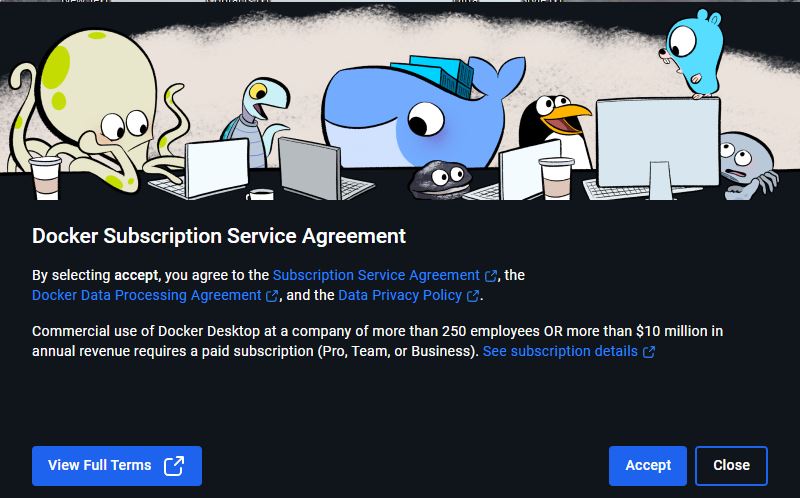 Docker Subscription Service Agreement
By selecting accept, you agree to the Subscription Service Agreement, the
Docker Data Processing Agreement, and the Data Privacy Policy.
Commercial use of Docker Desktop at a company of more than 250 employees OR more than $10 million in
annual revenue requires a paid subscription (Pro, Team, or Business). See subscription details
View Full Terms
Accept
Close